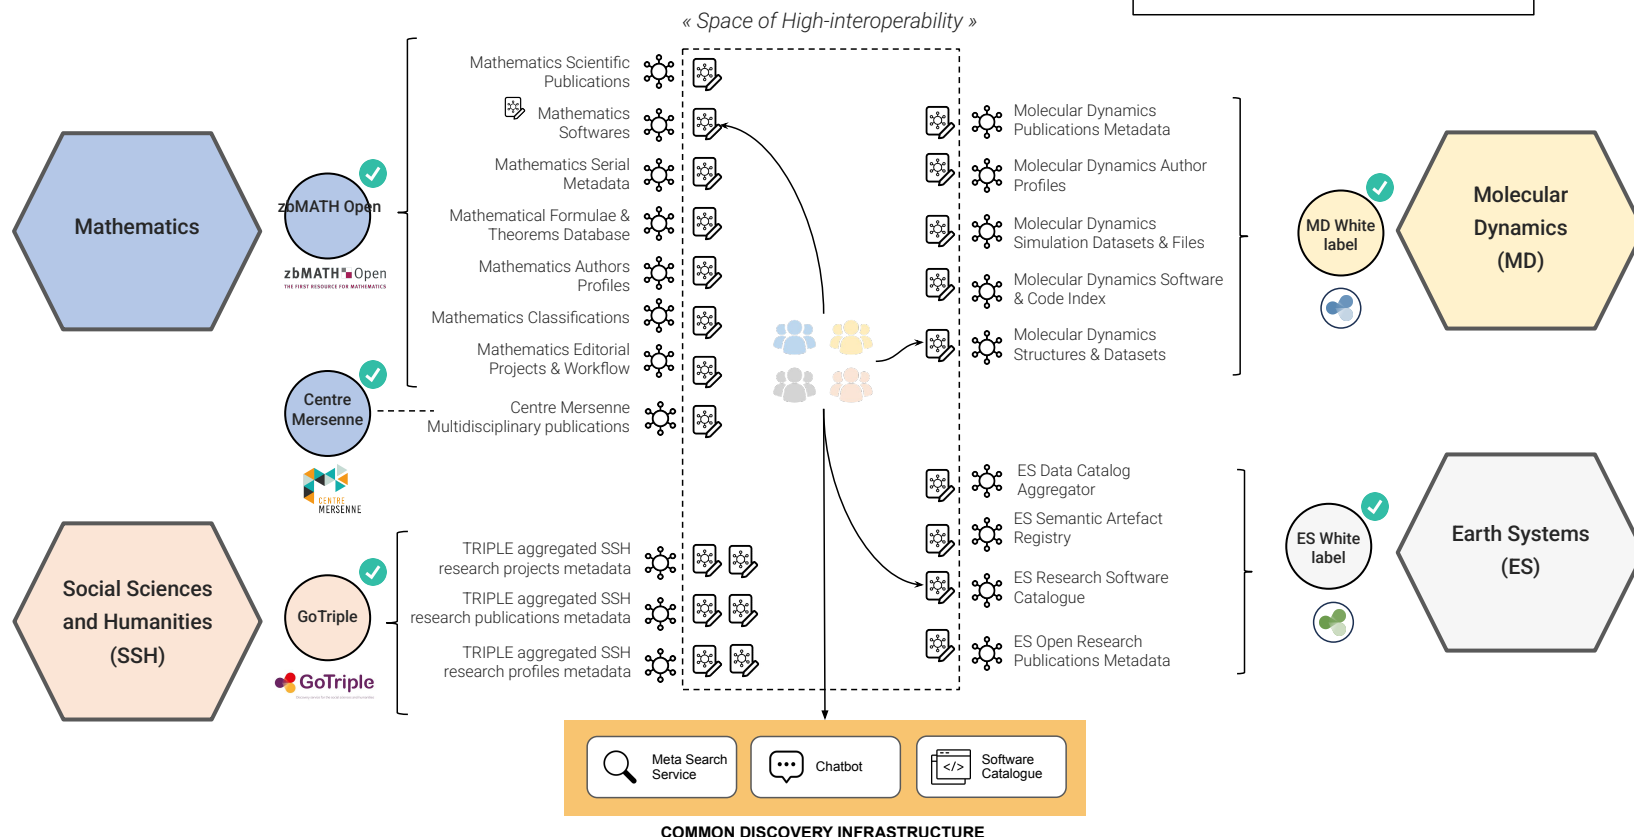 « Space of High-interoperability »
Mathematics
zbMATH Open
zbMATH Open
THE FIRST RESOURCE FOR MATHEMATICS
Centre
Mersenne
CENTRE
MERSENNE
Mathematics Scientific
Publications
Mathematics
Softwares
Mathematics Serial
Metadata
Mathematical Formulae &
Theorems Database
Mathematics Authors
Profiles
Mathematics Classifications
Mathematics Editorial
Projects & Workflow
Centre Mersenne
Multidisciplinary publications
Social Sciences
and Humanities
(SSH)
GoTriple
GoTriple
TRIPLE aggregated SSH
research projects metadata
TRIPLE aggregated SSH
research publications metadata
TRIPLE aggregated SSH
research profiles metadata
Molecular Dynamics
Publications Metadata
Molecular Dynamics Author
Profiles
Molecular Dynamics
Simulation Datasets & Files
Molecular Dynamics Software
& Code Index
Molecular Dynamics
Structures & Datasets
MD White
label
Molecular
Dynamics
(MD)
ES Data Catalog
Aggregator
ES Semantic Artefact
Registry
ES Research Software
Catalogue
ES Open Research
Publications Metadata
ES White
label
Earth Systems
(ES)
Meta Search
Service
Chatbot
</>
Software
Catalogue
COMMON DISCOVERY INFRASTRUCTURE